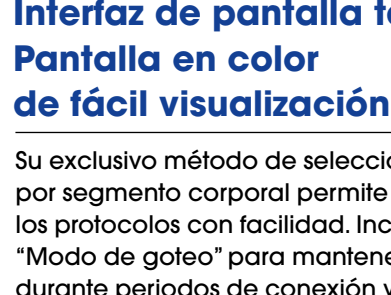 Interfaz de pantalla
Pantalla en color
de fácil visualización
Su exclusivo método de
por segmento corporal permite
los protocolos con facilidad.
“Modo de goteo” para
durante periodos de conexión